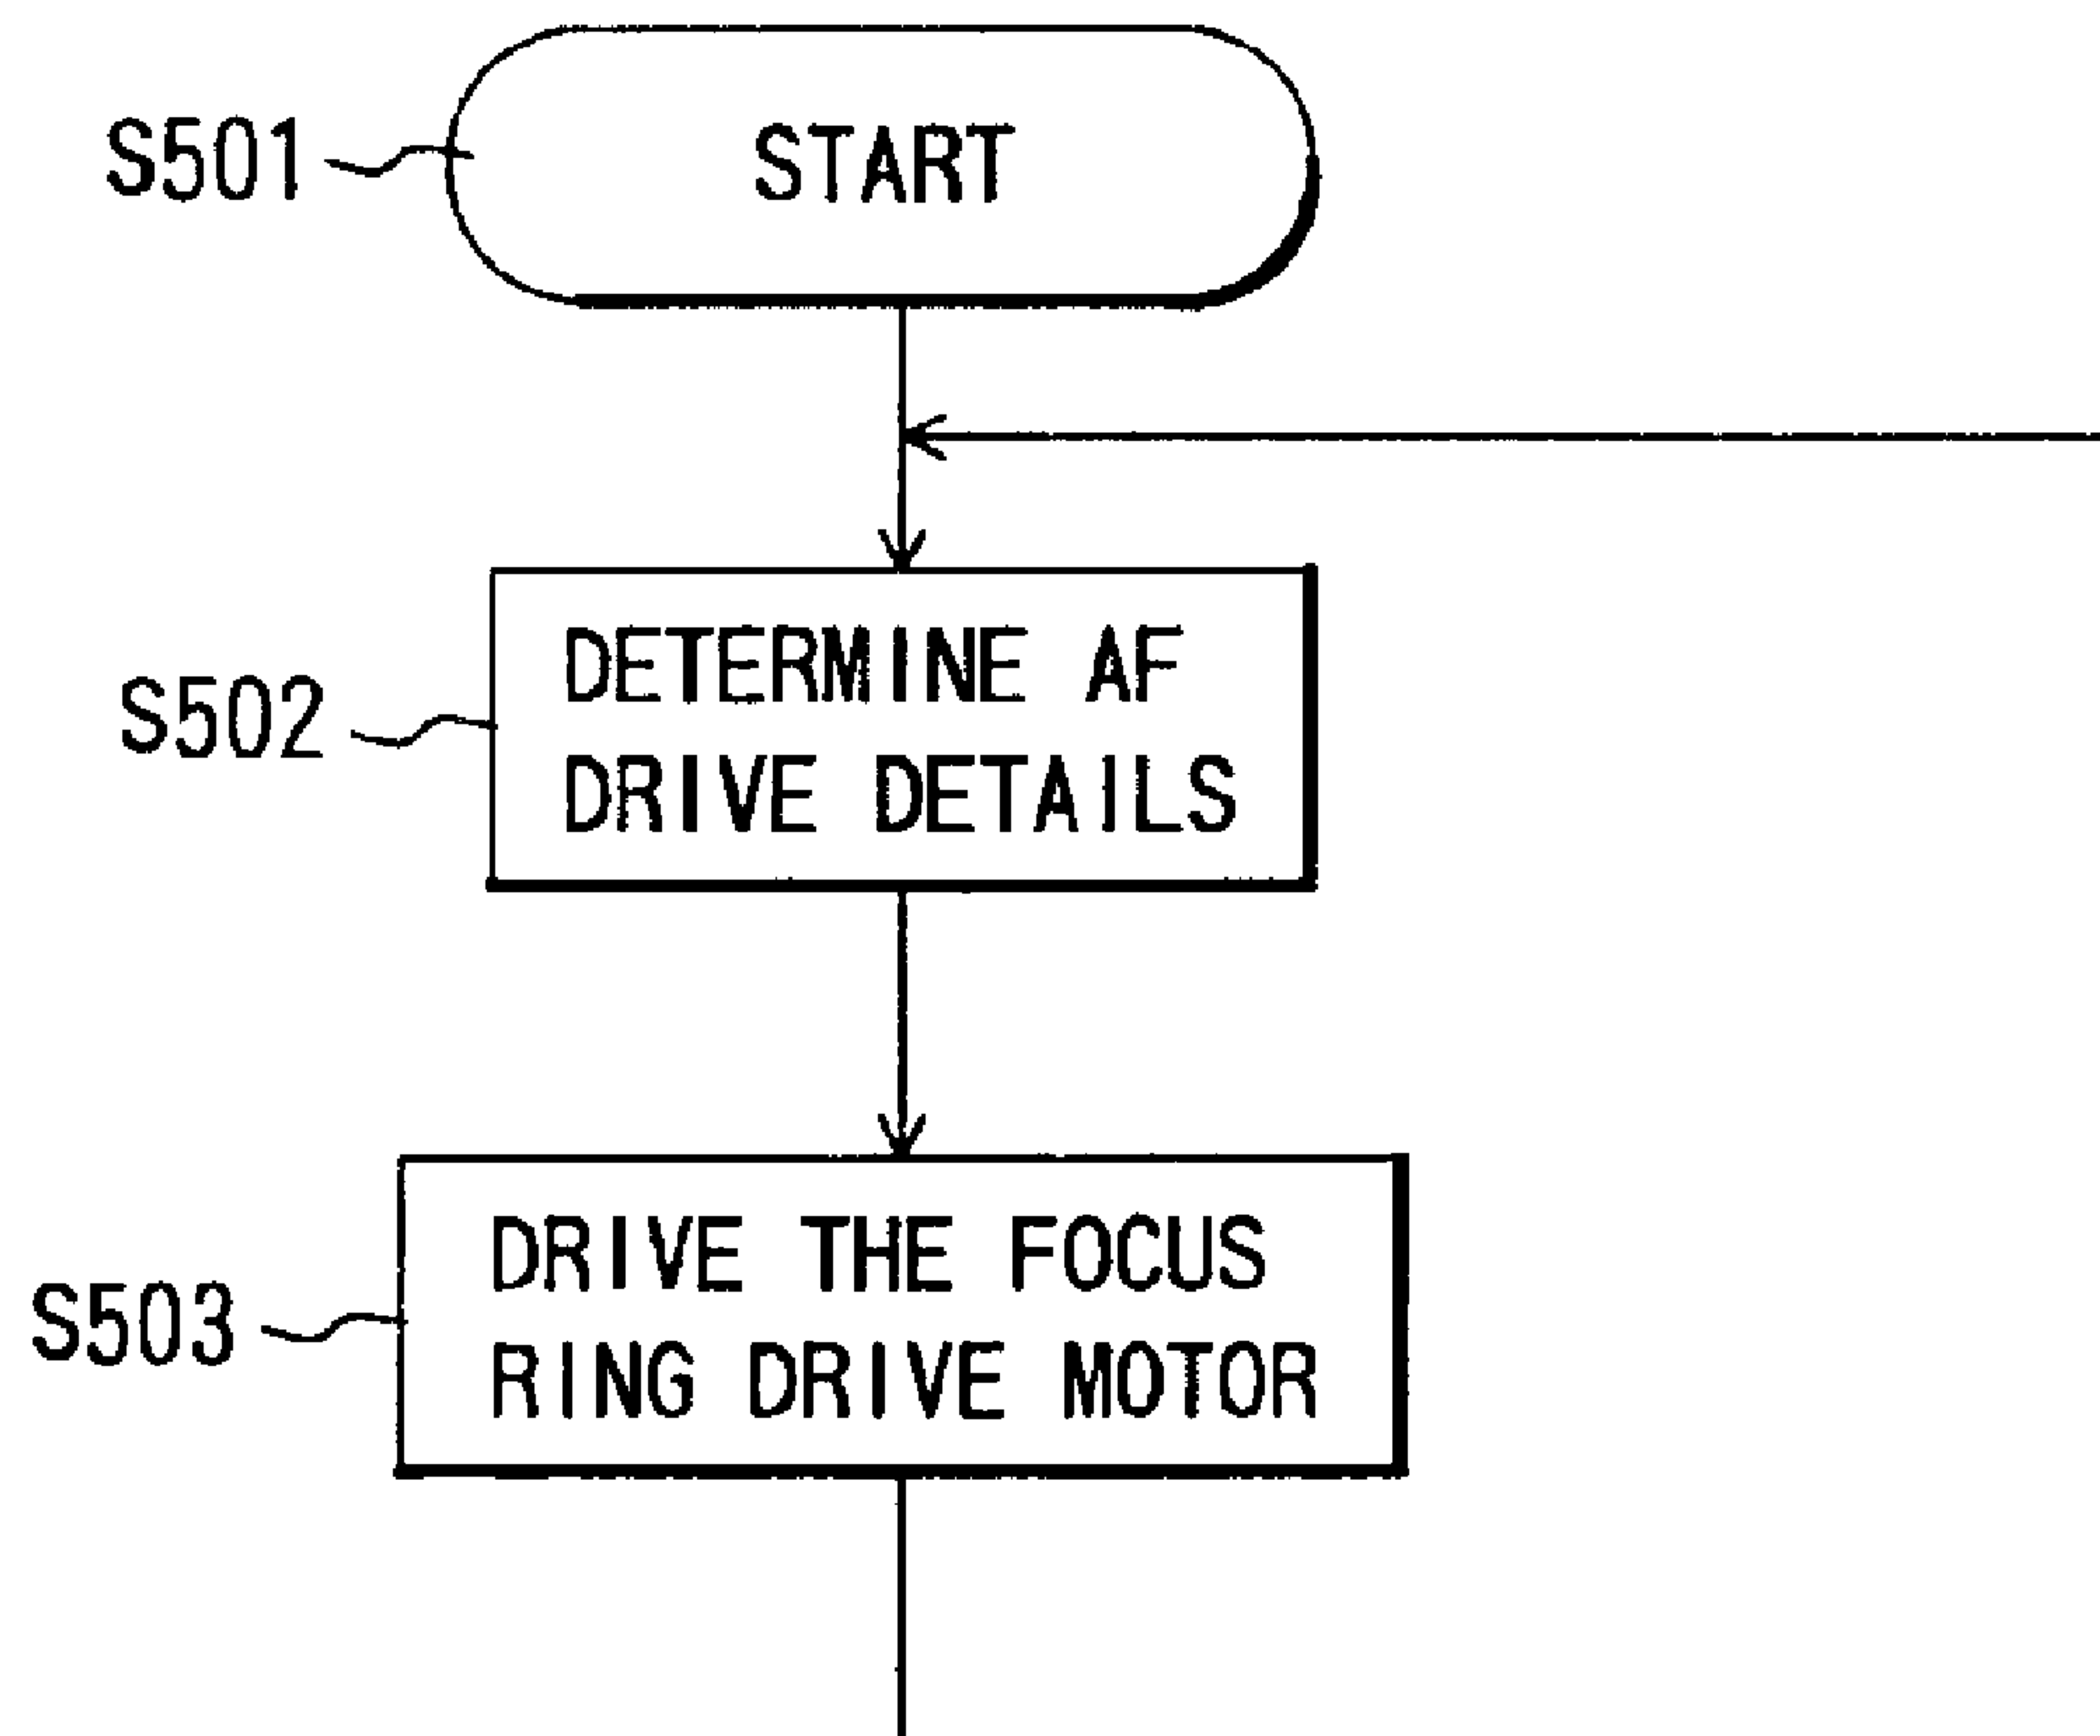 S501
START
S502
DETERMINE AF
DRIVE DETAILS
S503
DRIVE THE FOCUS
RING DRIVE MOTOR